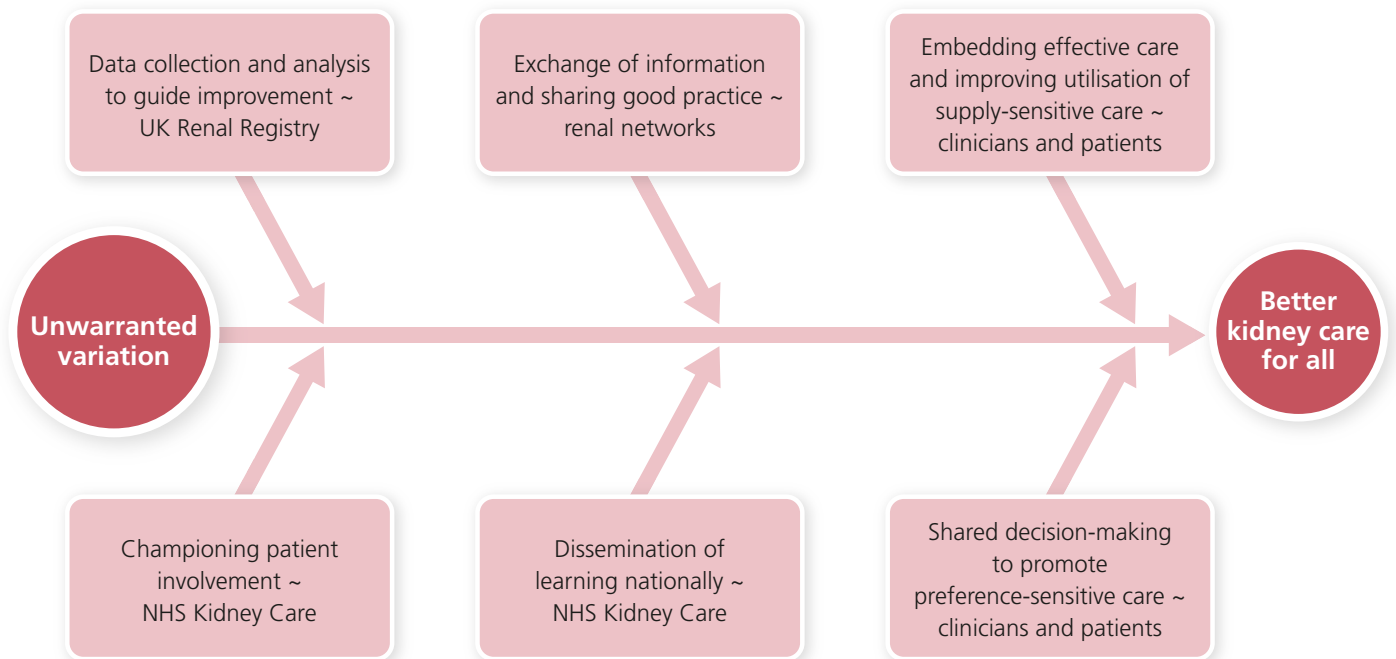 Data collection and analysis
to guide improvement ~
UK Renal Registry
Exchange of information
and sharing good practice ~
renal networks
Embedding effective care
and improving utilisation of
supply-sensitive care ~
clinicians and patients
Unwarranted
variation
Better
kidney care
for all
Championing patient
involvement ~
NHS Kidney Care
Dissemination of
learning nationally ~
NHS Kidney Care
Shared decision-making
to promote
preference-sensitive care ~
clinicians and patients